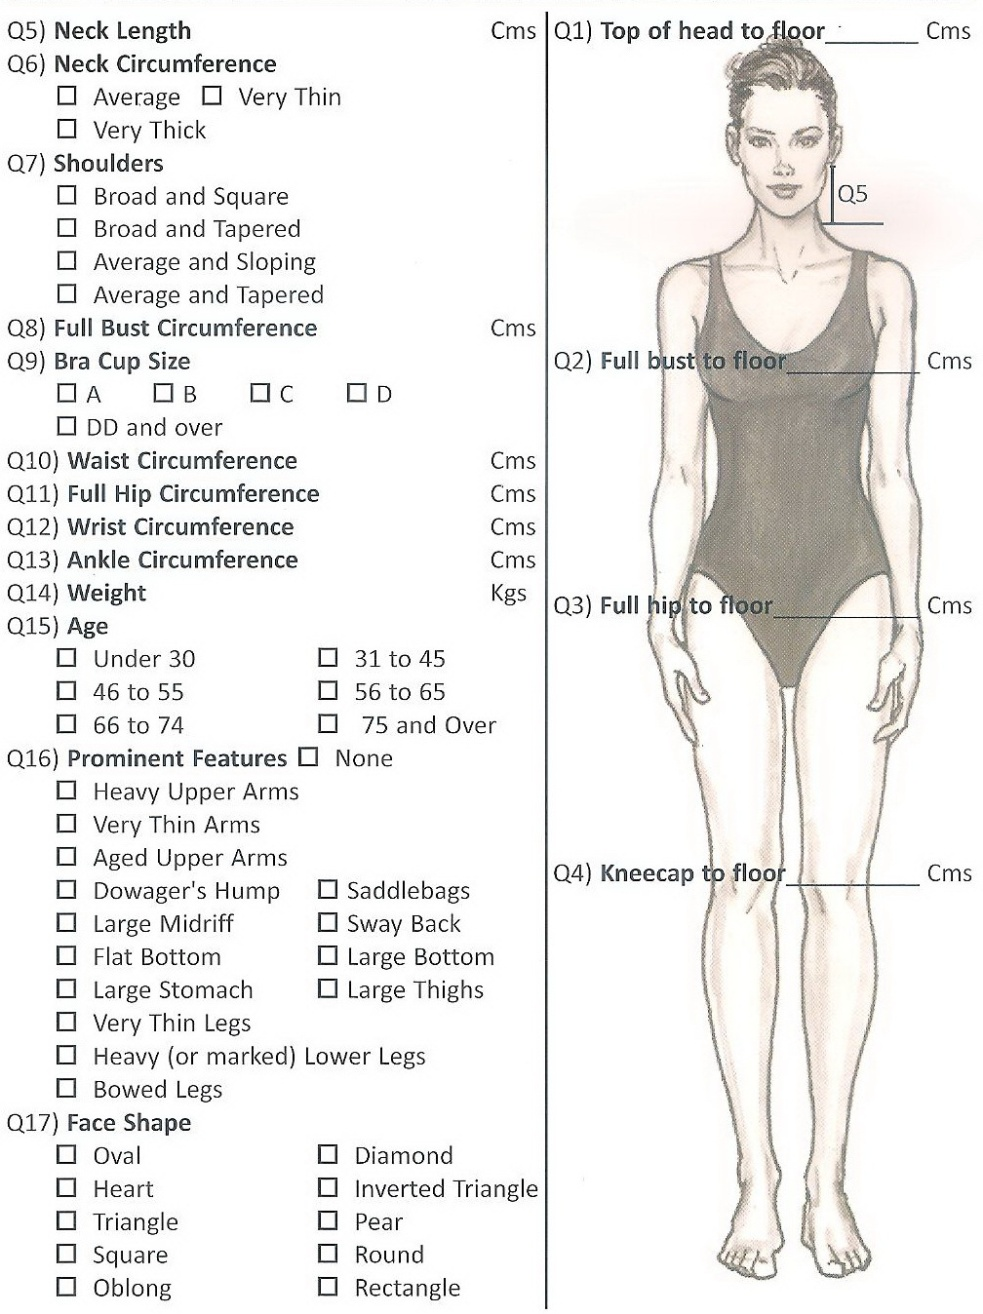 Q5) Neck Length Cms
Q6) Neck Circumference
☐ Average ☐ Very Thin
☐ Very Thick
Q7) Shoulders
☐ Broad and Square
☐ Broad and Tapered
☐ Average and Sloping
☐ Average and Tapered
Q8) Full Bust Circumference Cms
Q9) Bra Cup Size
☐ A ☐ B ☐ C ☐ D
☐ DD and over
Q10) Waist Circumference Cms
Q11) Full Hip Circumference Cms
Q12) Wrist Circumference Cms
Q13) Ankle Circumference Cms
Q14) Weight Kgs
Q15) Age
☐ Under 30 ☐ 31 to 45
☐ 46 to 55 ☐ 56 to 65
☐ 66 to 74 ☐ 75 and Over
Q16) Prominent Features ☐ None
☐ Heavy Upper Arms
☐ Very Thin Arms
☐ Aged Upper Arms
☐ Dowager's Hump ☐ Saddlebags
☐ Large Midriff ☐ Sway Back
☐ Flat Bottom ☐ Large Bottom
☐ Large Stomach ☐ Large Thighs
☐ Very Thin Legs
☐ Heavy (or marked) Lower Legs
☐ Bowed Legs
Q17) Face Shape
☐ Oval ☐ Diamond
☐ Heart ☐ Inverted Triangle
☐ Triangle ☐ Pear
☐ Square ☐ Round
☐ Oblong ☐ Rectangle
Q1) Top of head to floor_______ Cms
Q5
Q2) Full bust to floor__________ Cms
Q3) Full hip to floor___________ Cms
Q4) Kneecap to floor__________ Cms